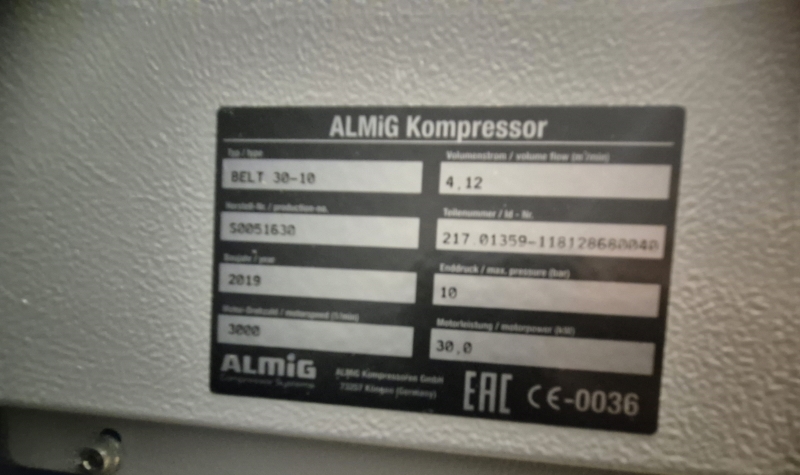 ALMiG Kompressor
Typ / type
BELT 30-10
Volumenstrom / volume flow (m³/min)
4,12
Herstell-Nr. / production-no.
S0051630
Teilenummer / Id - Nr.
217.01359-118128680040
Baujahr / year
2019
Enddruck / max. pressure (bar)
10
Motor-Drehzahl / motorspeed (1/min)
3000
Motorleistung / motorpower (kW)
30,0
ALMiG
Compressor Systems
ALMiG Kompressoren GmbH
73257 Köngen (Germany)
EAC CE-0036